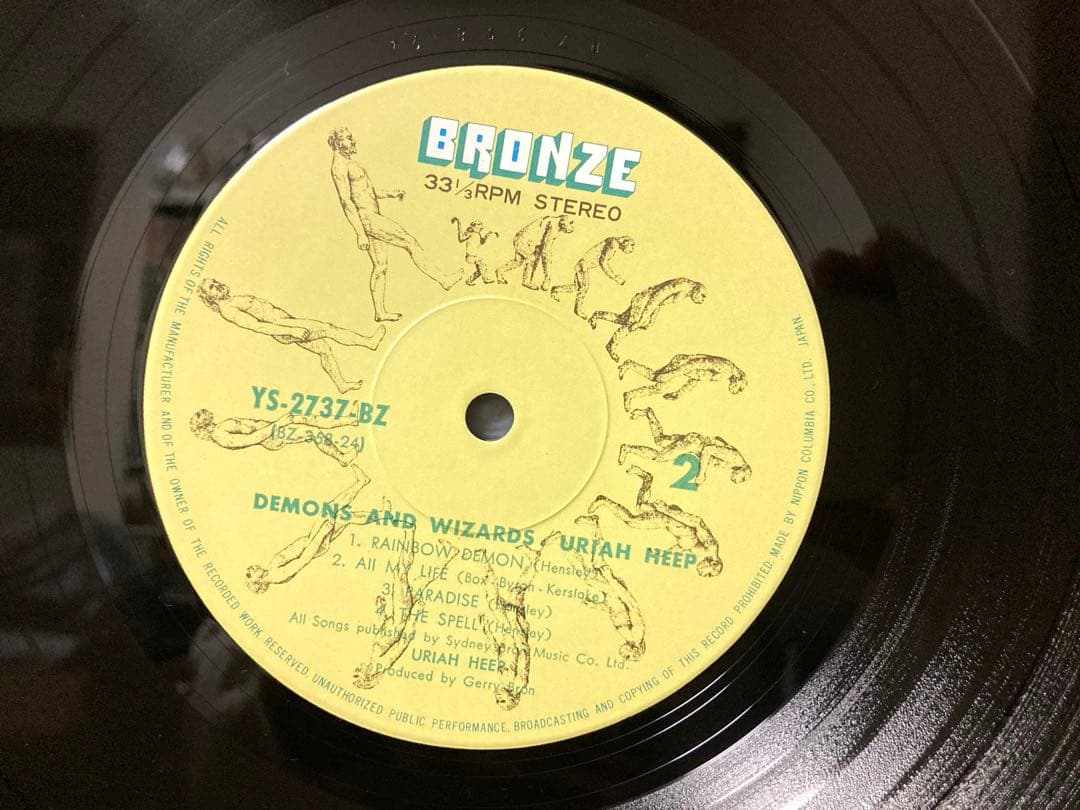 BRONZE
33⅓RPM STEREO
YS-2737-BZ
(BZ-358-24)
2
DEMONS AND WIZARDS URIAH HEEP
1. RAINBOW DEMON (Hensley)
2. All MY LIFE (Box-Byron-Kerslake)
3. PARADISE (Hensley)
4. THE SPELL (Hensley)
All Songs published by Sydney Bron Music Co. Ltd.
URIAH HEEP
Produced by Gerry Bron
ALL RIGHTS OF THE MANUFACTURER AND OF THE OWNER OF THE RECORDED WORK RESERVED. UNAUTHORIZED PUBLIC PERFORMANCE, BROADCASTING AND COPYING OF THIS RECORD PROHIBITED. MADE BY NIPPON COLUMBIA CO., LTD. JAPAN.